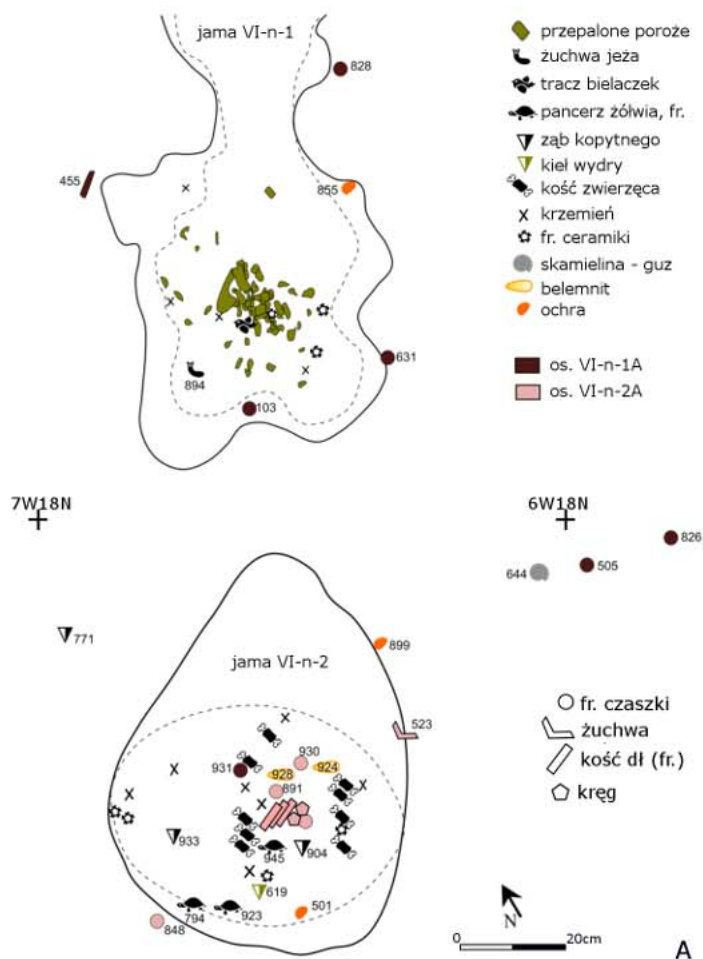 jama VI-n-1
828
455
855
631
894
103
przepalone poroże
żuchwa jeża
tracz bielaczek
pancerz żółwia, fr.
ząb kopytnego
kieł wydry
kość zwierzęca
krzemień
fr. ceramiki
skamielina - guz
belemnit
ochra
os. VI-n-1A
os. VI-n-2A
7W18N
6W18N
826
505
644
771
jama VI-n-2
899
523
930
931
928
924
891
933
945
904
619
794
923
501
848
fr. czaszki
żuchwa
kość dł (fr.)
kręg
N
0 20cm
A